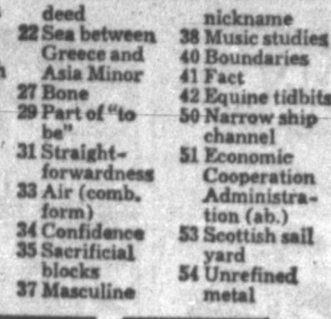 deed
22 Sea between
Greece and
Asia Minor
27 Bone
29 Part of "to
be"
31 Straight-
forwardness
33 Air (comb.
form)
34 Confidence
35 Sacrificial
blocks
37 Masculine
nickname
38 Music studies
40 Boundaries
41 Fact
42 Equine tidbits
50 Narrow ship
channel
51 Economic
Cooperation
Administra-
tion (ab.)
53 Scottish sail
yard
54 Unrefined
metal